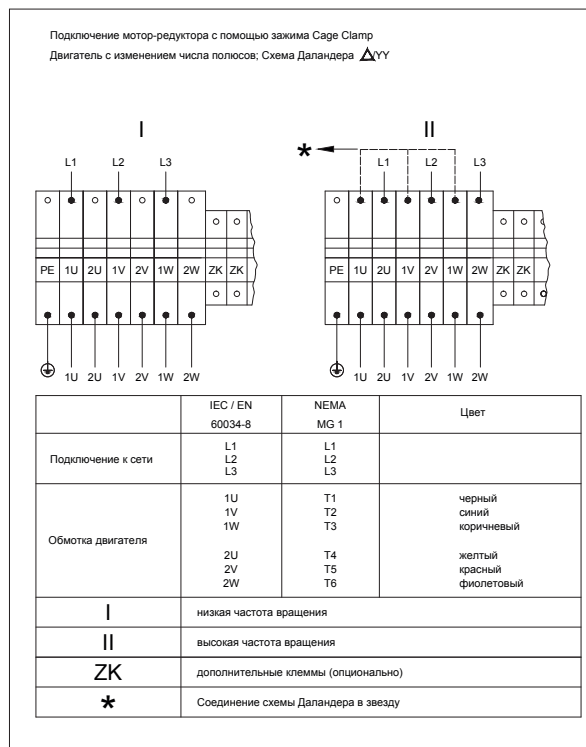 Подключение мотор-редуктора с помощью зажима Cage Clamp
Двигатель с изменением числа полюсов; Схема Даландера △/YY
I
II
*
L1 L2 L3
L1 L2 L3
PE 1U 2U 1V 2V 1W 2W ZK ZK
PE 1U 2U 1V 2V 1W 2W ZK ZK
1U 2U 1V 2V 1W 2W
1U 2U 1V 2V 1W 2W
IEC / EN
60034-8
NEMA
MG 1
Цвет
Подключение к сети
L1 L1
L2 L2
L3 L3
Обмотка двигателя
1U T1 черный
1V T2 синий
1W T3 коричневый
2U T4 желтый
2V T5 красный
2W T6 фиолетовый
I низкая частота вращения
II высокая частота вращения
ZK дополнительные клеммы (опционально)
* Соединение схемы Даландера в звезду